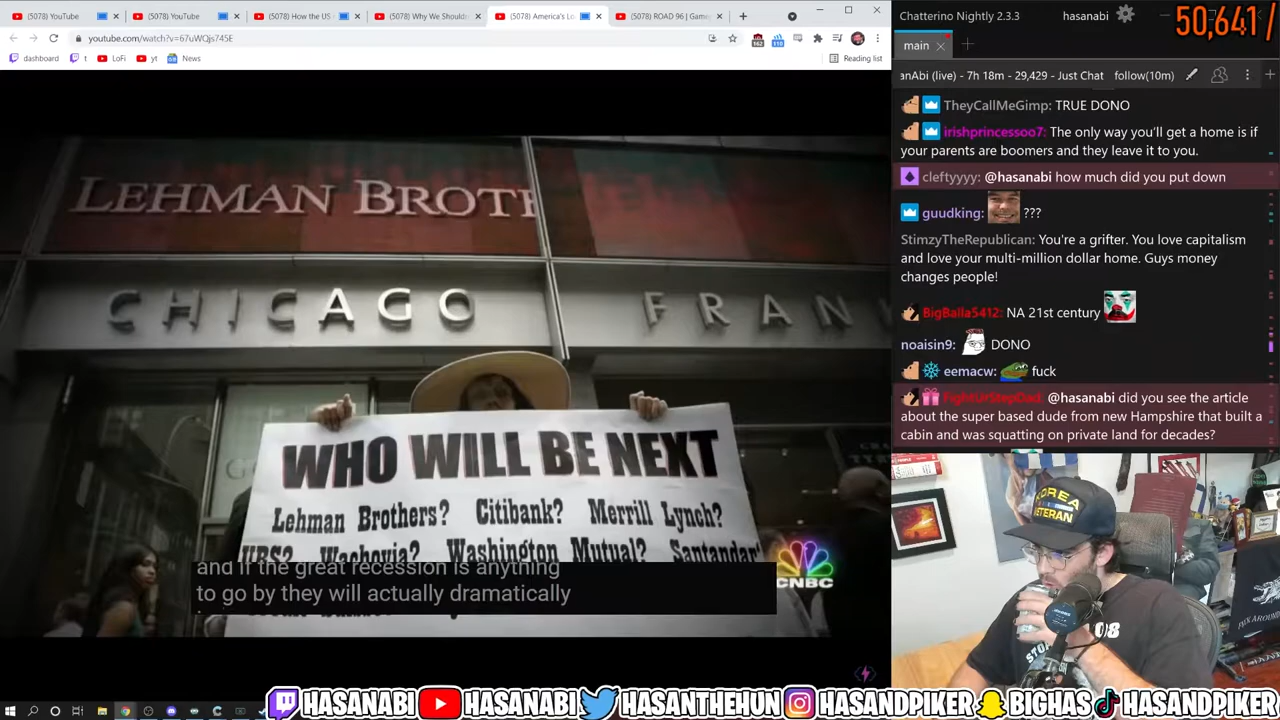 (5078) YouTube
(5078) YouTube
(5078) How the US
(5078) Why We Should
(5078) America's Lo
(5078) ROAD 96 | Game
Chatterino Nightly 2.3.3
hasanabi
50,641 /
youtube.com/watch?v=67uWQjs745E
dashboard
t
LoFi
yt
News
Reading list
main
anAbi (live) - 7h 18m - 29,429 - Just Chat
follow(10m)
TheyCallMeGimp: TRUE DONO
irishprincessoo7: The only way you'll get a home is if
your parents are boomers and they leave it to you.
cleftyyyy: @hasanabi how much did you put down
guudking: ???
StimzyTheRepublican: You're a grifter. You love capitalism
and love your multi-million dollar home. Guys money
changes people!
BigBalla5412: NA 21st century
noaisin9: DONO
eemacw: fuck
FightUrStepDad: @hasanabi did you see the article
about the super based dude from new Hampshire that built a
cabin and was squatting on private land for decades?
LEHMAN BROTH
CHICAGO FRANK
WHO WILL BE NEXT
Lehman Brothers? Citibank? Merrill Lynch?
UBS? Wachovia? Washington Mutual? Santander
and if the great recession is anything
to go by they will actually dramatically
CNBC
KOREA
VETERAN
HASANABI HASANABI HASANTHEHUN HASANDPIKER BIGHAS HASANDPIKER